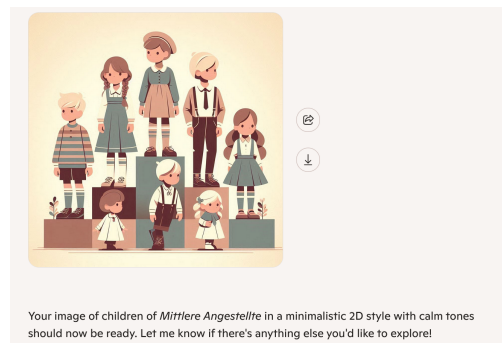 Your image of children of Mittlere Angestellte in a minimalistic 2D style with calm tones
should now be ready. Let me know if there's anything else you'd like to explore!